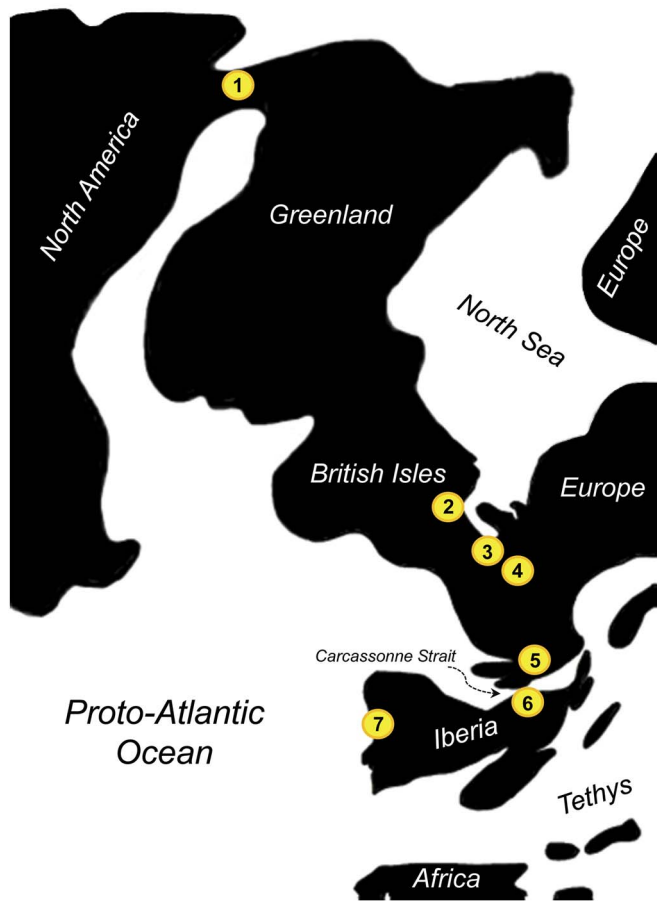 1
North America
Greenland
Europe
North Sea
British Isles
Europe
2
3
4
Carcassonne Strait
5
6
7
Iberia
Proto-Atlantic
Ocean
Tethys
Africa